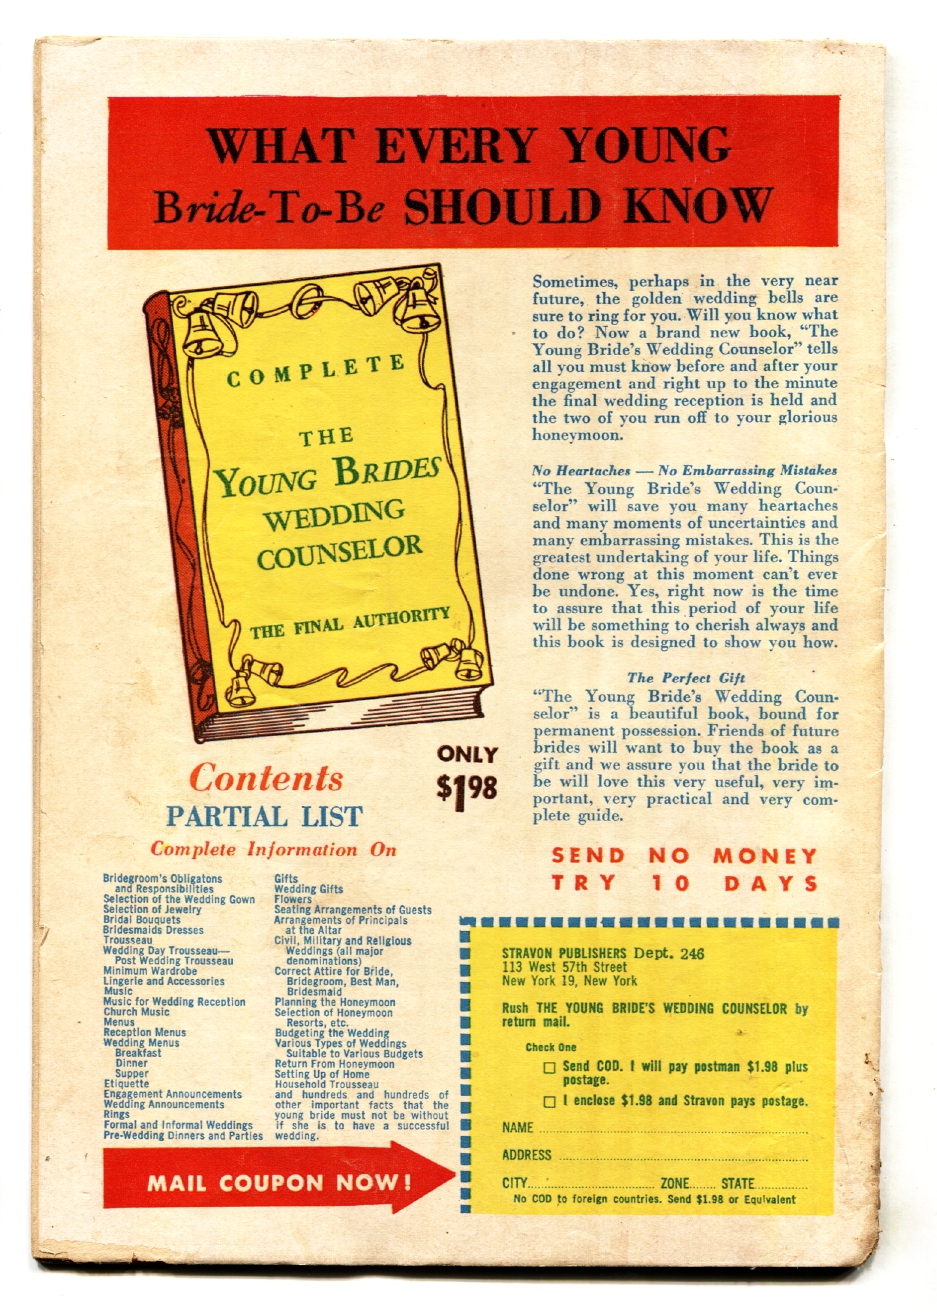 WHAT EVERY YOUNG
Bride-To-Be SHOULD KNOW
COMPLETE
THE
YOUNG BRIDES
WEDDING
COUNSELOR
THE FINAL AUTHORITY
ONLY
$1.98
Sometimes, perhaps in the very near
future, the golden wedding bells are
sure to ring for you. Will you know what
to do? Now a brand new book, “The
Young Bride’s Wedding Counselor” tells
all you must know before and after your
engagement and right up to the minute
the final wedding reception is held and
the two of you run off to your glorious
honeymoon.
No Heartaches — No Embarrassing Mistakes
“The Young Bride’s Wedding Coun-
selor” will save you many heartaches
and many moments of uncertainties and
many embarrassing mistakes. This is the
greatest undertaking of your life. Things
done wrong at this moment can’t ever
be undone. Yes, right now is the time
to assure that this period of your life
will be something to cherish always and
this book is designed to show you how.
The Perfect Gift
“The Young Bride’s Wedding Coun-
selor” is a beautiful book, bound for
permanent possession. Friends of future
brides will want to buy the book as a
gift and we assure you that the bride to
be will love this very useful, very im-
portant, very practical and very com-
plete guide.
SEND NO MONEY
TRY 10 DAYS
Contents
PARTIAL LIST
Complete Information On
Bridegroom’s Obligatons
and Responsibilities
Selection of the Wedding Gown
Selection of Jewelry
Bridal Bouquets
Bridesmaids Dresses
Trousseau
Wedding Day Trousseau—
Post Wedding Trousseau
Minimum Wardrobe
Lingerie and Accessories
Music
Music for Wedding Reception
Church Music
Menus
Reception Menus
Wedding Menus
Breakfast
Dinner
Supper
Etiquette
Engagement Announcements
Wedding Announcements
Rings
Formal and Informal Weddings
Pre-Wedding Dinners and Parties
Gifts
Wedding Gifts
Flowers
Seating Arrangements of Guests
Arrangements of Principals
at the Altar
Civil, Military and Religious
Weddings (all major
denominations)
Correct Attire for Bride,
Bridegroom, Best Man,
Bridesmaid
Planning the Honeymoon
Selection of Honeymoon
Resorts, etc.
Budgeting the Wedding
Various Types of Weddings
Suitable to Various Budgets
Return From Honeymoon
Setting Up of Home
Household Trousseau
and hundreds and hundreds of
other important facts that the
young bride must not be without
if she is to have a successful
wedding.
MAIL COUPON NOW!
STRAVON PUBLISHERS Dept. 246
113 West 57th Street
New York 19, New York
Rush THE YOUNG BRIDE’S WEDDING COUNSELOR by
return mail.
Check One
☐ Send COD. I will pay postman $1.98 plus
postage.
☐ I enclose $1.98 and Stravon pays postage.
NAME
ADDRESS
CITY ZONE STATE
No COD to foreign countries. Send $1.98 or Equivalent